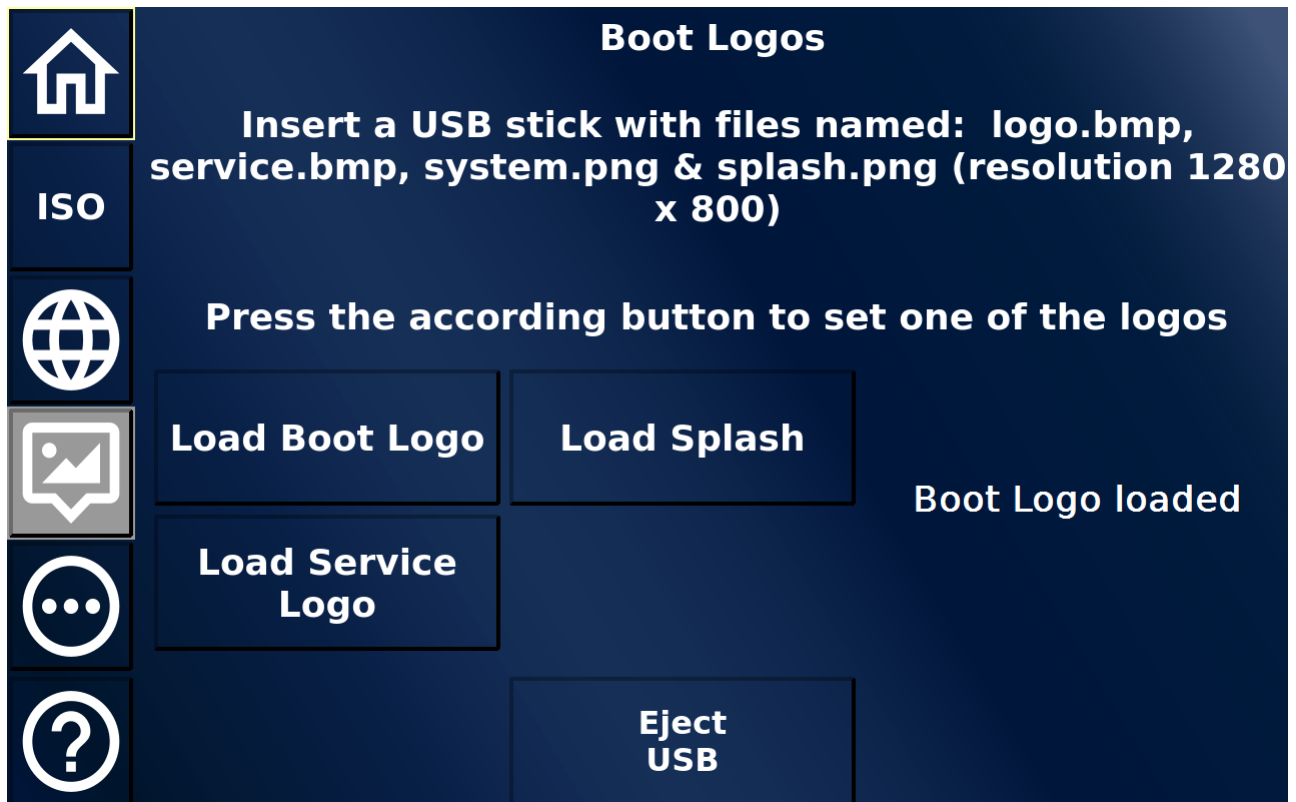 Boot Logos
Insert a USB stick with files named:  logo.bmp,
service.bmp, system.png & splash.png (resolution 1280
x 800)
ISO
Press the according button to set one of the logos
Load Boot Logo
Load Splash
Boot Logo loaded
Load Service
Logo
Eject
USB